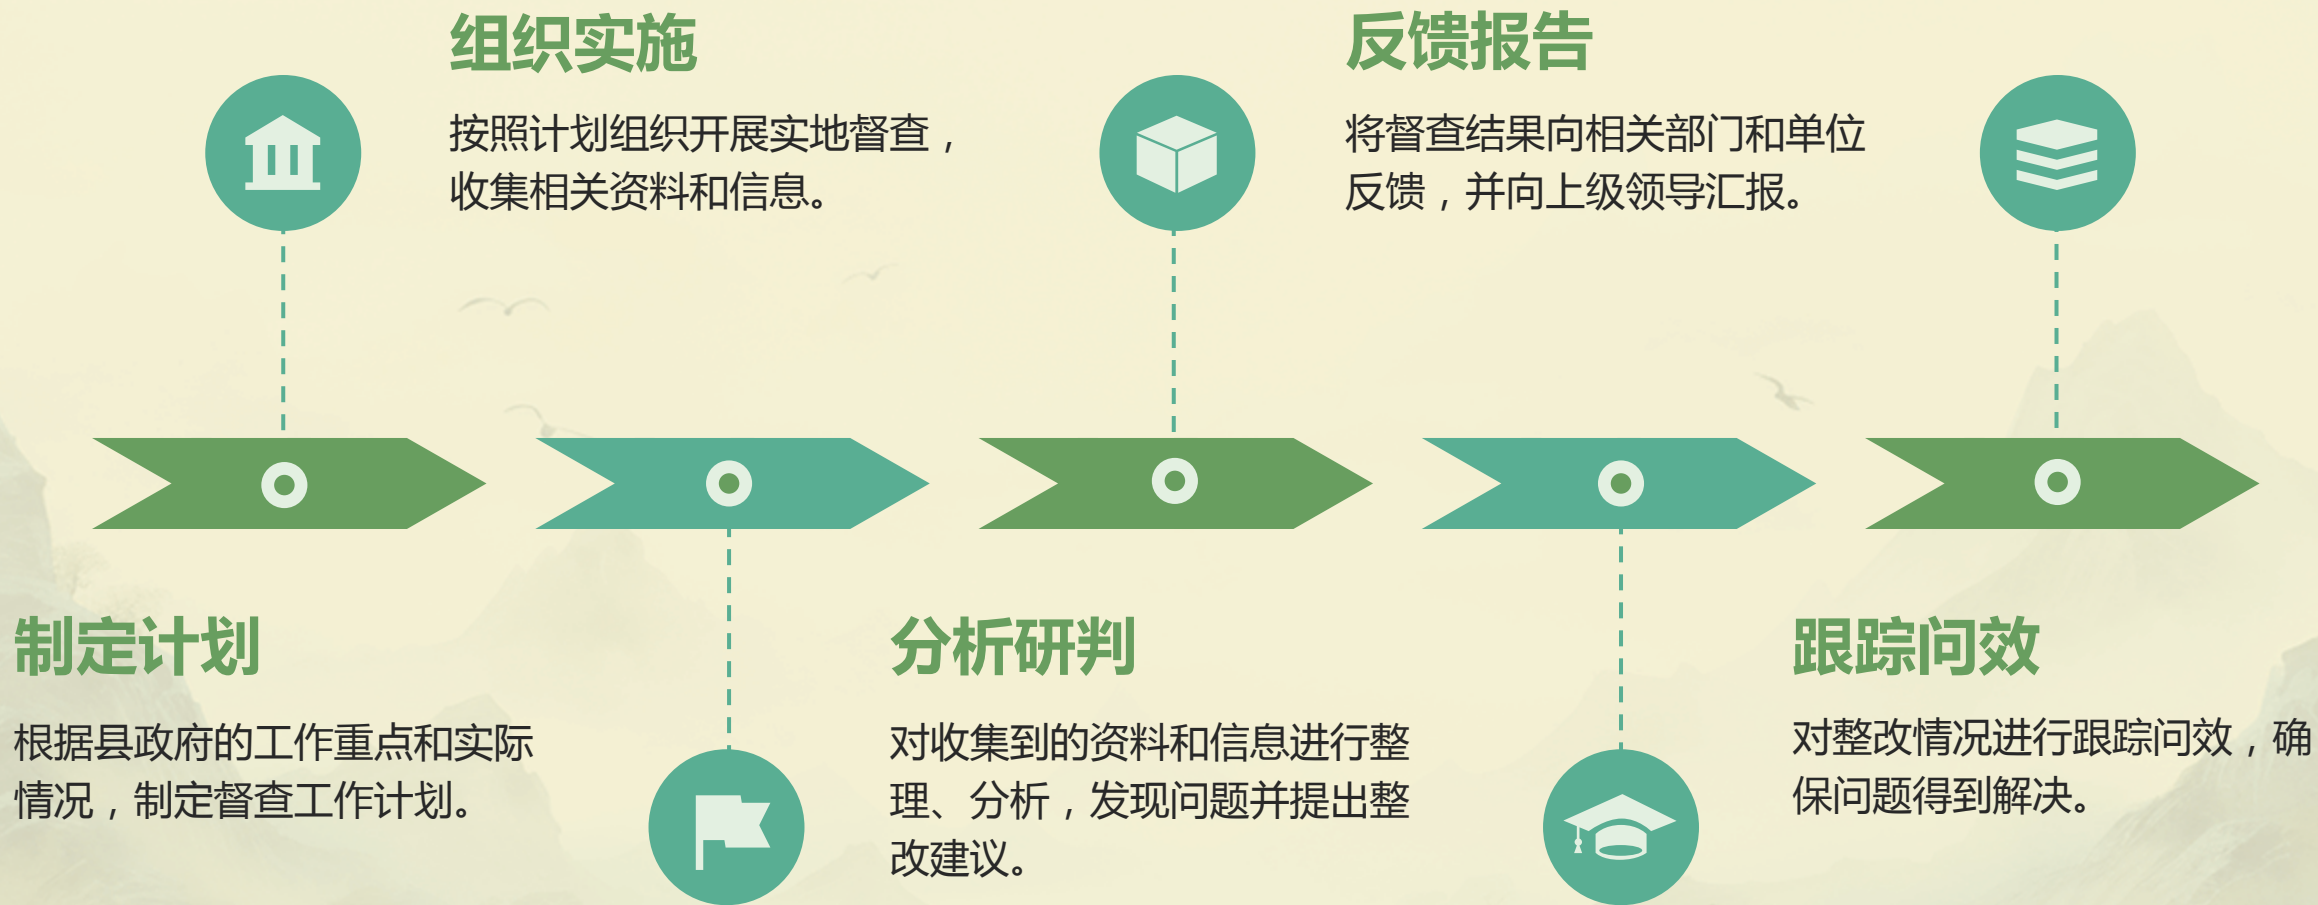 制定计划
根据县政府的工作重点和实际
情况，制定督查工作计划。
组织实施
按照计划组织开展实地督查，
收集相关资料和信息。
分析研判
对收集到的资料和信息进行整
理、分析，发现问题并提出整
改建议。
反馈报告
将督查结果向相关部门和单位
反馈，并向上级领导汇报。
跟踪问效
对整改情况进行跟踪问效，确
保问题得到解决。